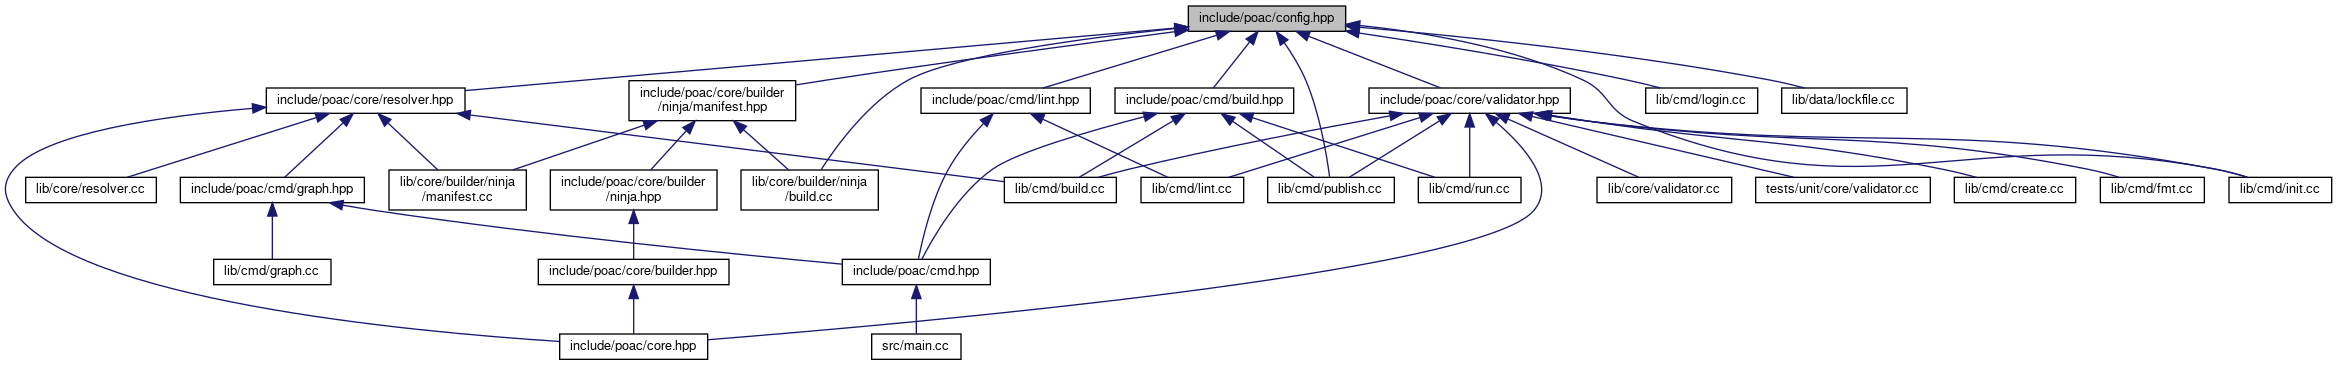 include/poac/config.hpp
include/poac/core/resolver.hpp
include/poac/core/builder
/ninja/manifest.hpp
include/poac/cmd/lint.hpp
include/poac/cmd/build.hpp
include/poac/core/validator.hpp
lib/cmd/login.cc
lib/data/lockfile.cc
lib/core/resolver.cc
include/poac/cmd/graph.hpp
lib/core/builder/ninja
/manifest.cc
include/poac/core/builder
/ninja.hpp
lib/core/builder/ninja
/build.cc
lib/cmd/build.cc
lib/cmd/lint.cc
lib/cmd/publish.cc
lib/cmd/run.cc
lib/core/validator.cc
tests/unit/core/validator.cc
lib/cmd/create.cc
lib/cmd/fmt.cc
lib/cmd/init.cc
lib/cmd/graph.cc
include/poac/core/builder.hpp
include/poac/cmd.hpp
include/poac/core.hpp
src/main.cc